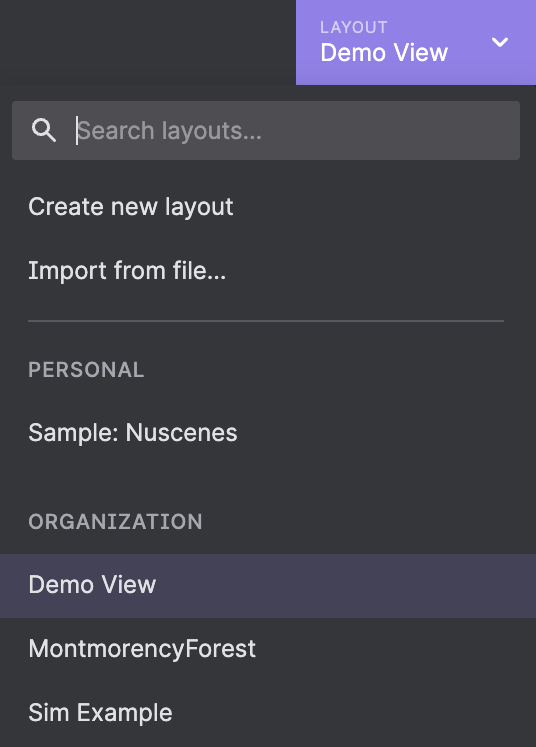 LAYOUT
Demo View
Search layouts...
Create new layout
Import from file...
PERSONAL
Sample: Nuscenes
ORGANIZATION
Demo View
MontmorencyForest
Sim Example